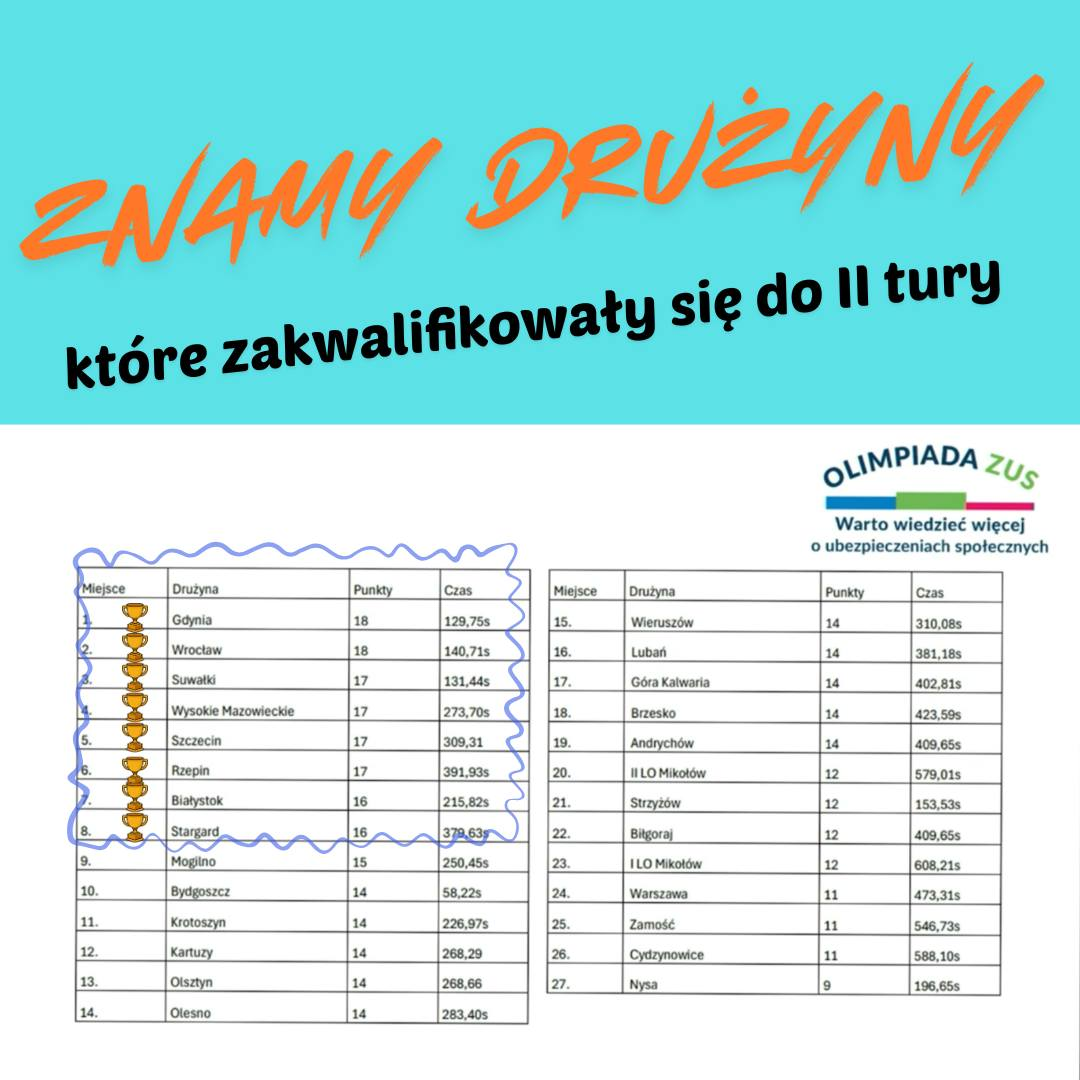 ZNAMY DRUŻYNY
które zakwalifikowały się do II tury
OLIMPIADA ZUS
Warto wiedzieć więcej
o ubezpieczeniach społecznych
Miejsce Drużyna Punkty Czas
1. Gdynia 18 129,75s
2. Wrocław 18 140,71s
3. Suwałki 17 131,44s
4. Wysokie Mazowieckie 17 273,70s
5. Szczecin 17 309,31
6. Rzepin 17 391,93s
7. Białystok 16 215,82s
8. Stargard 16 379,63s
9. Mogilno 15 250,45s
10. Bydgoszcz 14 58,22s
11. Krotoszyn 14 226,97s
12. Kartuzy 14 268,29
13. Olsztyn 14 268,66
14. Olesno 14 283,40s
Miejsce Drużyna Punkty Czas
15. Wieruszów 14 310,08s
16. Lubań 14 381,18s
17. Góra Kalwaria 14 402,81s
18. Brzesko 14 423,59s
19. Andrychów 14 409,65s
20. II LO Mikołów 12 579,01s
21. Strzyżów 12 153,53s
22. Biłgoraj 12 409,65s
23. I LO Mikołów 12 608,21s
24. Warszawa 11 473,31s
25. Zamość 11 546,73s
26. Cydzynowice 11 588,10s
27. Nysa 9 196,65s